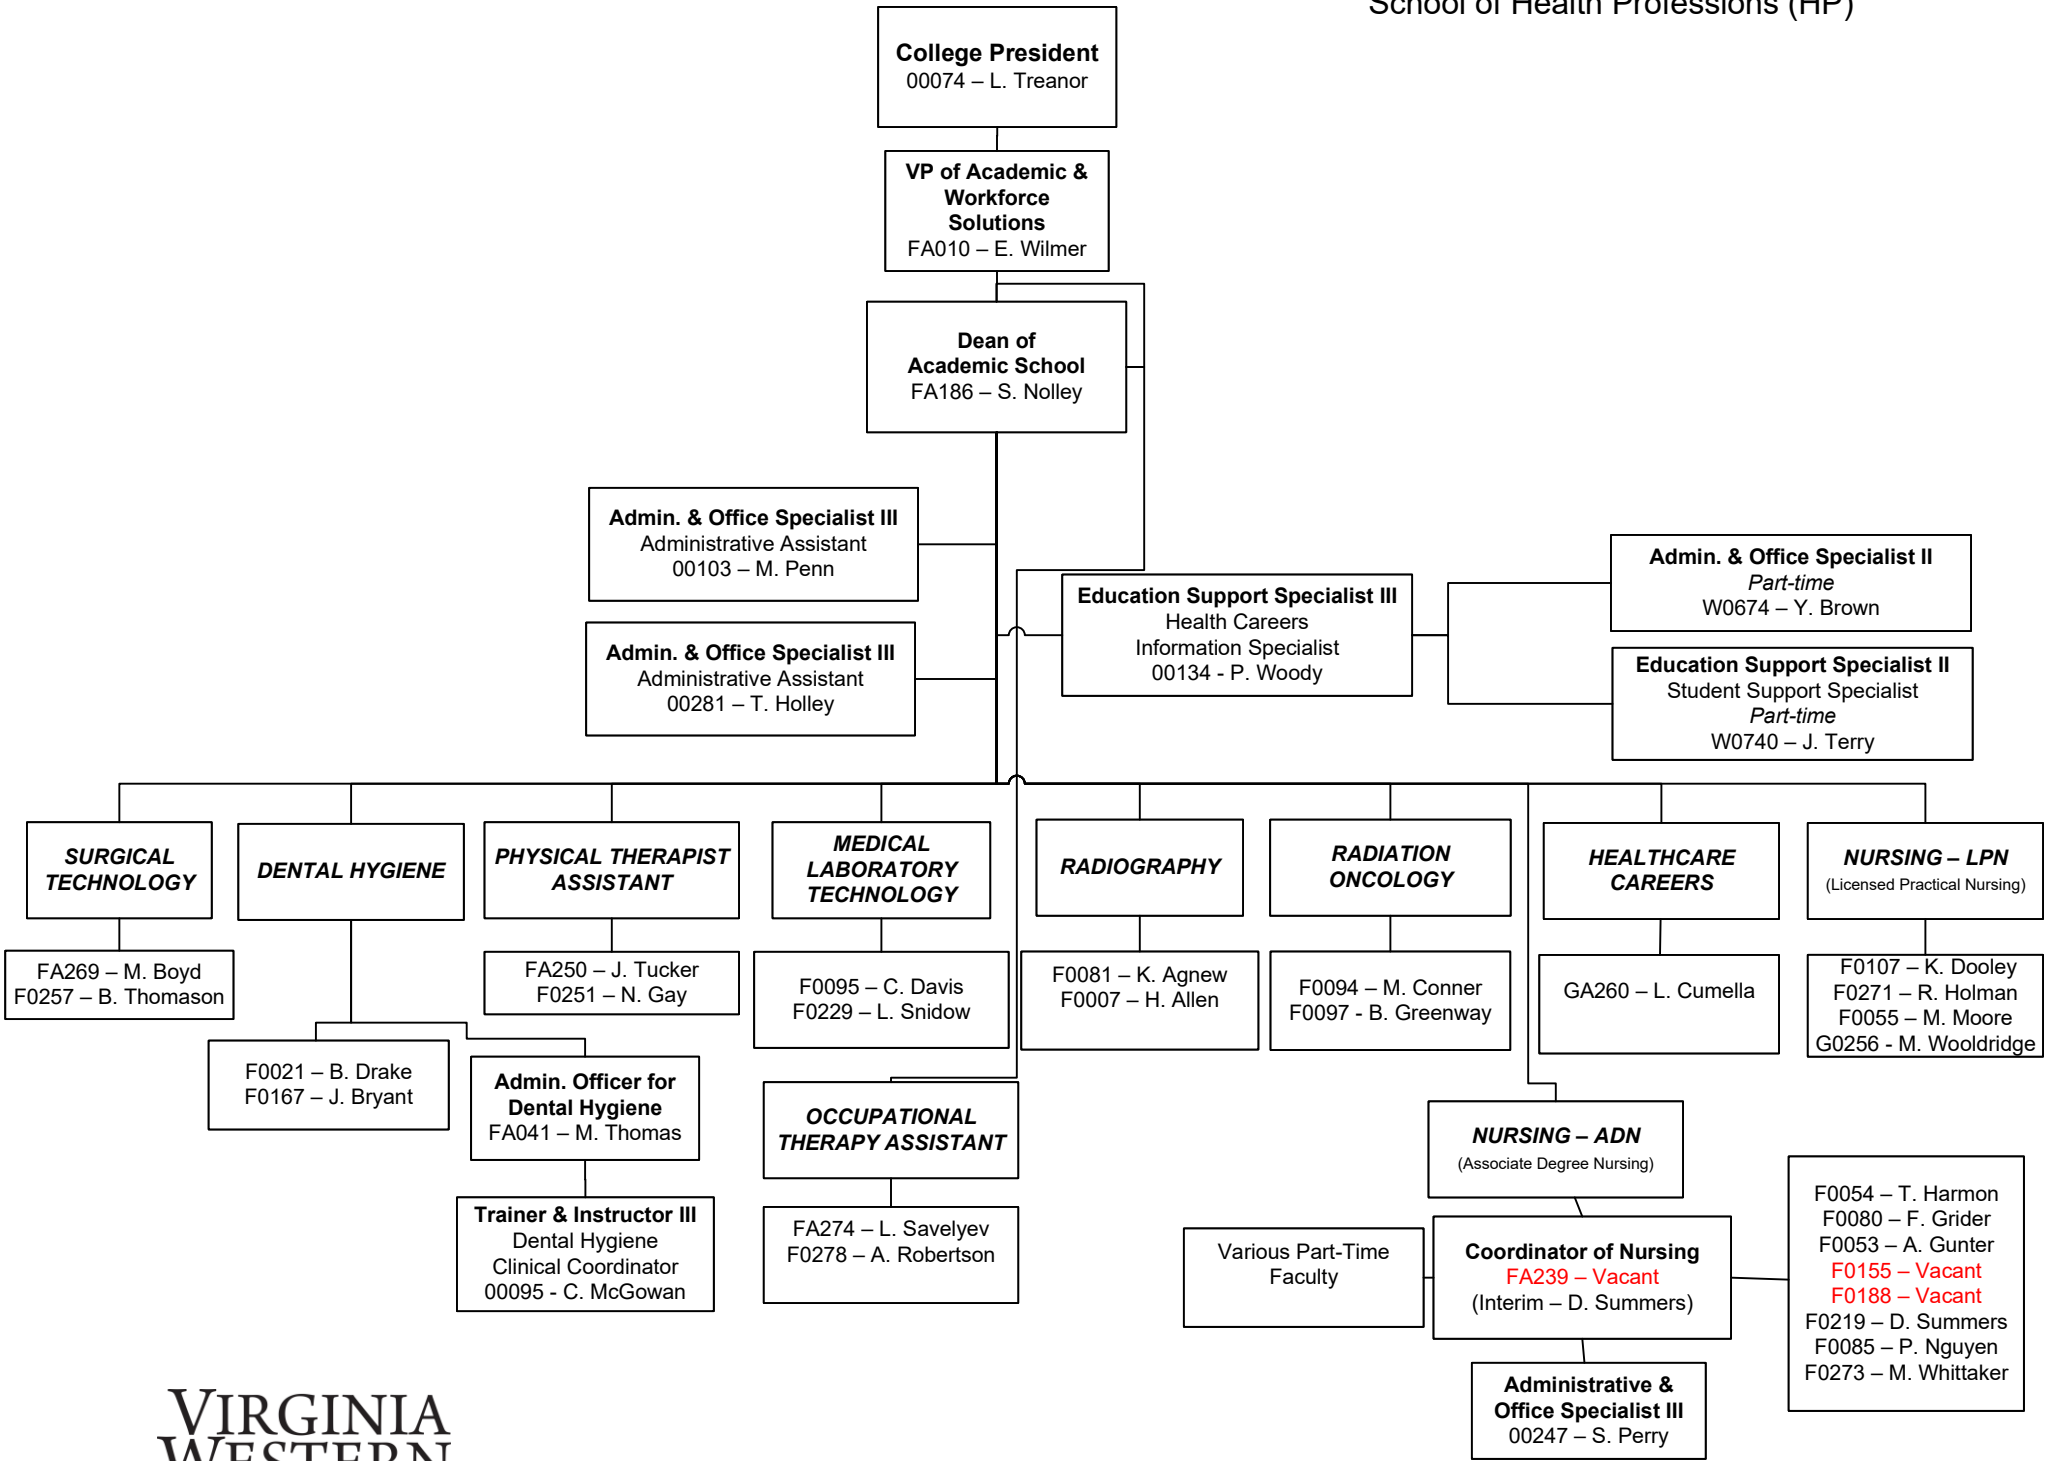 School of Health Professions (HP)
College President
00074 – L. Treanor
VP of Academic &
Workforce
Solutions
FA010 – E. Wilmer
Dean of
Academic School
FA186 – S. Nolley
Admin. & Office Specialist III
Administrative Assistant
00103 – M. Penn
Admin. & Office Specialist III
Administrative Assistant
00281 – T. Holley
Education Support Specialist III
Health Careers
Information Specialist
00134 - P. Woody
Admin. & Office Specialist II
Part-time
W0674 – Y. Brown
Education Support Specialist II
Student Support Specialist
Part-time
W0740 – J. Terry
SURGICAL
TECHNOLOGY
FA269 – M. Boyd
F0257 – B. Thomason
DENTAL HYGIENE
F0021 – B. Drake
F0167 – J. Bryant
Admin. Officer for
Dental Hygiene
FA041 – M. Thomas
Trainer & Instructor III
Dental Hygiene
Clinical Coordinator
00095 - C. McGowan
PHYSICAL THERAPIST
ASSISTANT
FA250 – J. Tucker
F0251 – N. Gay
MEDICAL
LABORATORY
TECHNOLOGY
F0095 – C. Davis
F0229 – L. Snidow
OCCUPATIONAL
THERAPY ASSISTANT
FA274 – L. Savelyev
F0278 – A. Robertson
RADIOGRAPHY
F0081 – K. Agnew
F0007 – H. Allen
RADIATION
ONCOLOGY
F0094 – M. Conner
F0097 - B. Greenway
HEALTHCARE
CAREERS
GA260 – L. Cumella
NURSING – LPN
(Licensed Practical Nursing)
F0107 – K. Dooley
F0271 – R. Holman
F0055 – M. Moore
G0256 - M. Wooldridge
NURSING – ADN
(Associate Degree Nursing)
Various Part-Time
Faculty
Coordinator of Nursing
FA239 – Vacant
(Interim – D. Summers)
F0054 – T. Harmon
F0080 – F. Grider
F0053 – A. Gunter
F0155 – Vacant
F0188 – Vacant
F0219 – D. Summers
F0085 – P. Nguyen
F0273 – M. Whittaker
Administrative &
Office Specialist III
00247 – S. Perry
VIRGINIA
WESTERN